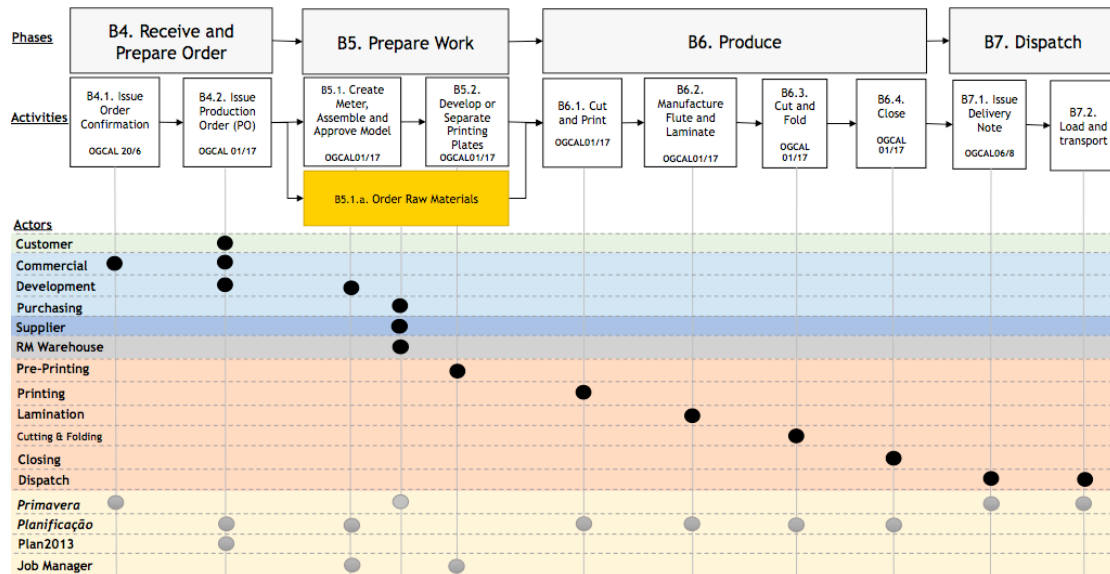 Phases
B4. Receive and
Prepare Order
B5. Prepare Work
B6. Produce
B7. Dispatch
Activities
B4.1. Issue
Order
Confirmation
OGCAL 20/6
B4.2. Issue
Production
Order (PO)
OGCAL 01/17
B5.1. Create
Meter,
Assemble and
Approve Model
OGCAL01/17
B5.2.
Develop or
Separate
Printing
Plates
OGCAL01/17
B6.1. Cut
and Print
OGCAL01/17
B6.2.
Manufacture
Flute and
Laminate
OGCAL01/17
B6.3.
Cut and
Fold
OGCAL
01/17
B6.4.
Close
OGCAL
01/17
B7.1. Issue
Delivery
Note
OGCAL06/8
B7.2.
Load and
transport
B5.1.a. Order Raw Materials
Actors
Customer
Commercial
Development
Purchasing
Supplier
RM Warehouse
Pre-Printing
Printing
Lamination
Cutting & Folding
Closing
Dispatch
Primavera
Planificação
Plan2013
Job Manager